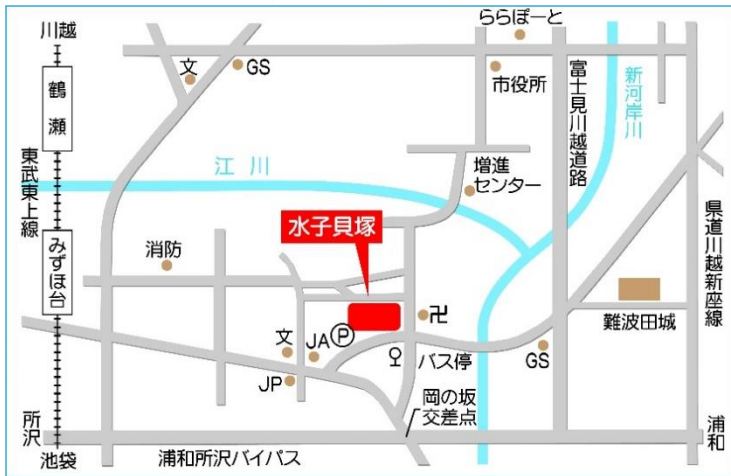 川越
ららぽーと
文
GS
市役所
鶴瀬
富士見川越道路
新河岸川
東武東上線
江川
増進
センター
水子貝塚
消防
みずほ台
県道川越新座線
卍
難波田城
P
文
JA
バス停
GS
JP
岡の坂
交差点
所沢
浦和
池袋
浦和所沢バイパス